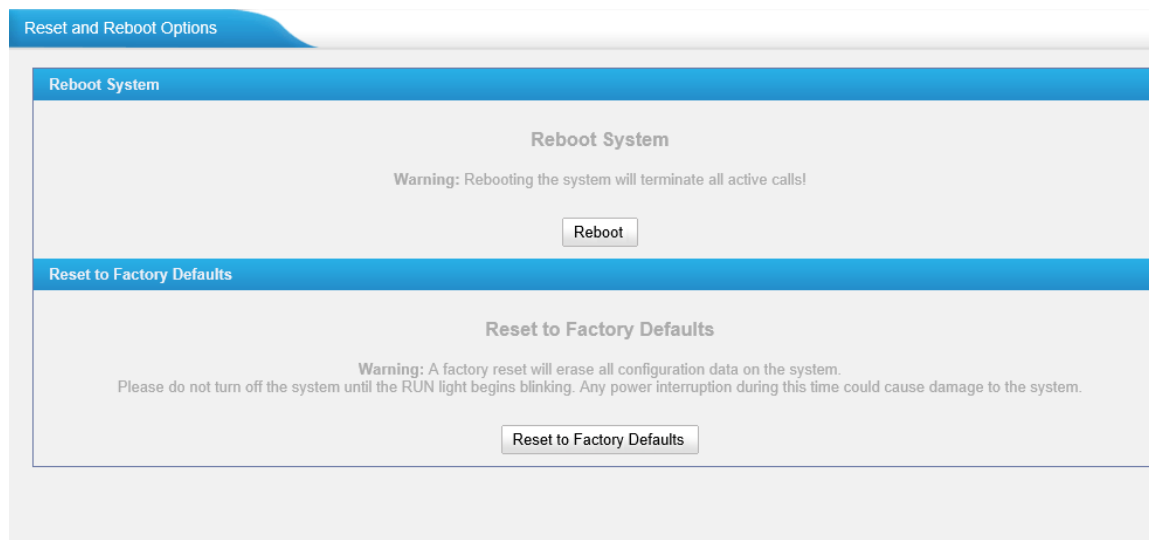 Reset and Reboot Options
Reboot System
Reboot System
Warning: Rebooting the system will terminate all active calls!
Reboot
Reset to Factory Defaults
Reset to Factory Defaults
Warning: A factory reset will erase all configuration data on the system.
Please do not turn off the system until the RUN light begins blinking. Any power interruption during this time could cause damage to the system.
Reset to Factory Defaults